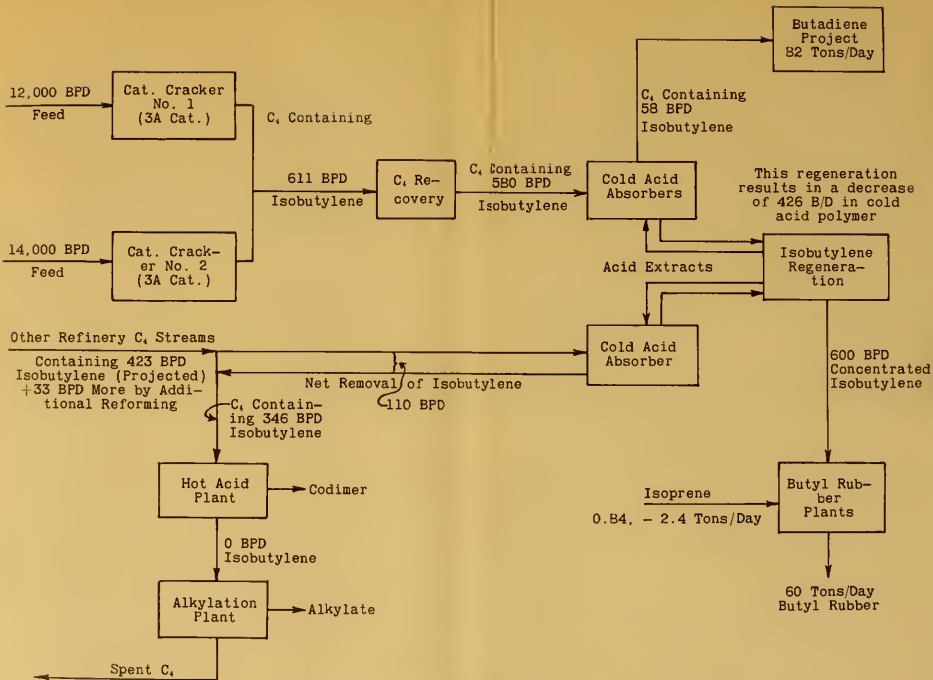 Butadiene
Project
82 Tons/Day
12,000 BPD
Feed
Cat. Cracker
No. 1
(3A Cat.)
C₄ Containing
C₄ Containing
58 BPD
Isobutylene
611 BPD
Isobutylene
C₄ Re-
covery
C₄ Containing
580 BPD
Isobutylene
Cold Acid
Absorbers
This regeneration
results in a decrease
of 426 B/D in cold
acid polymer
14,000 BPD
Feed
Cat. Crack-
er No. 2
(3A Cat.)
Acid Extracts
Isobutylene
Regenera-
tion
Other Refinery C₄ Streams
Containing 423 BPD
Isobutylene (Projected)
+33 BPD More by Addi-
tional Reforming
Net Removal of Isobutylene
110 BPD
Cold Acid
Absorber
600 BPD
Concentrated
Isobutylene
C₄ Contain-
ing 346 BPD
Isobutylene
Hot Acid
Plant
Codimer
Isoprene
0.84, – 2.4 Tons/Day
Butyl Rub-
ber
Plants
0 BPD
Isobutylene
Alkylation
Plant
Alkylate
60 Tons/Day
Butyl Rubber
Spent C₄